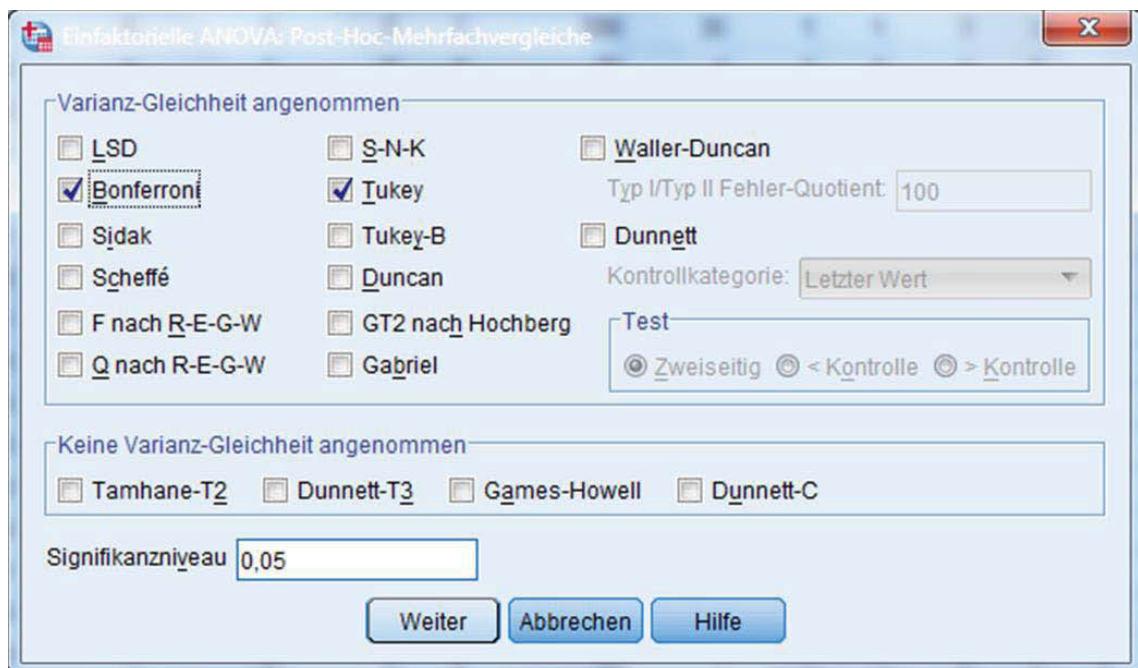 Einfaktorielle ANOVA: Post-Hoc-Mehrfachvergleiche
Varianz-Gleichheit angenommen
LSD
S-N-K
Waller-Duncan
Bonferroni
Tukey
Typ I/Typ II Fehler-Quotient: 100
Sidak
Tukey-B
Dunnett
Scheffé
Duncan
Kontrollkategorie: Letzter Wert
F nach R-E-G-W
GT2 nach Hochberg
Test
Q nach R-E-G-W
Gabriel
Zweiseitig < Kontrolle > Kontrolle
Keine Varianz-Gleichheit angenommen
Tamhane-T2 Dunnett-T3 Games-Howell Dunnett-C
Signifikanzniveau 0,05
Weiter Abbrechen Hilfe